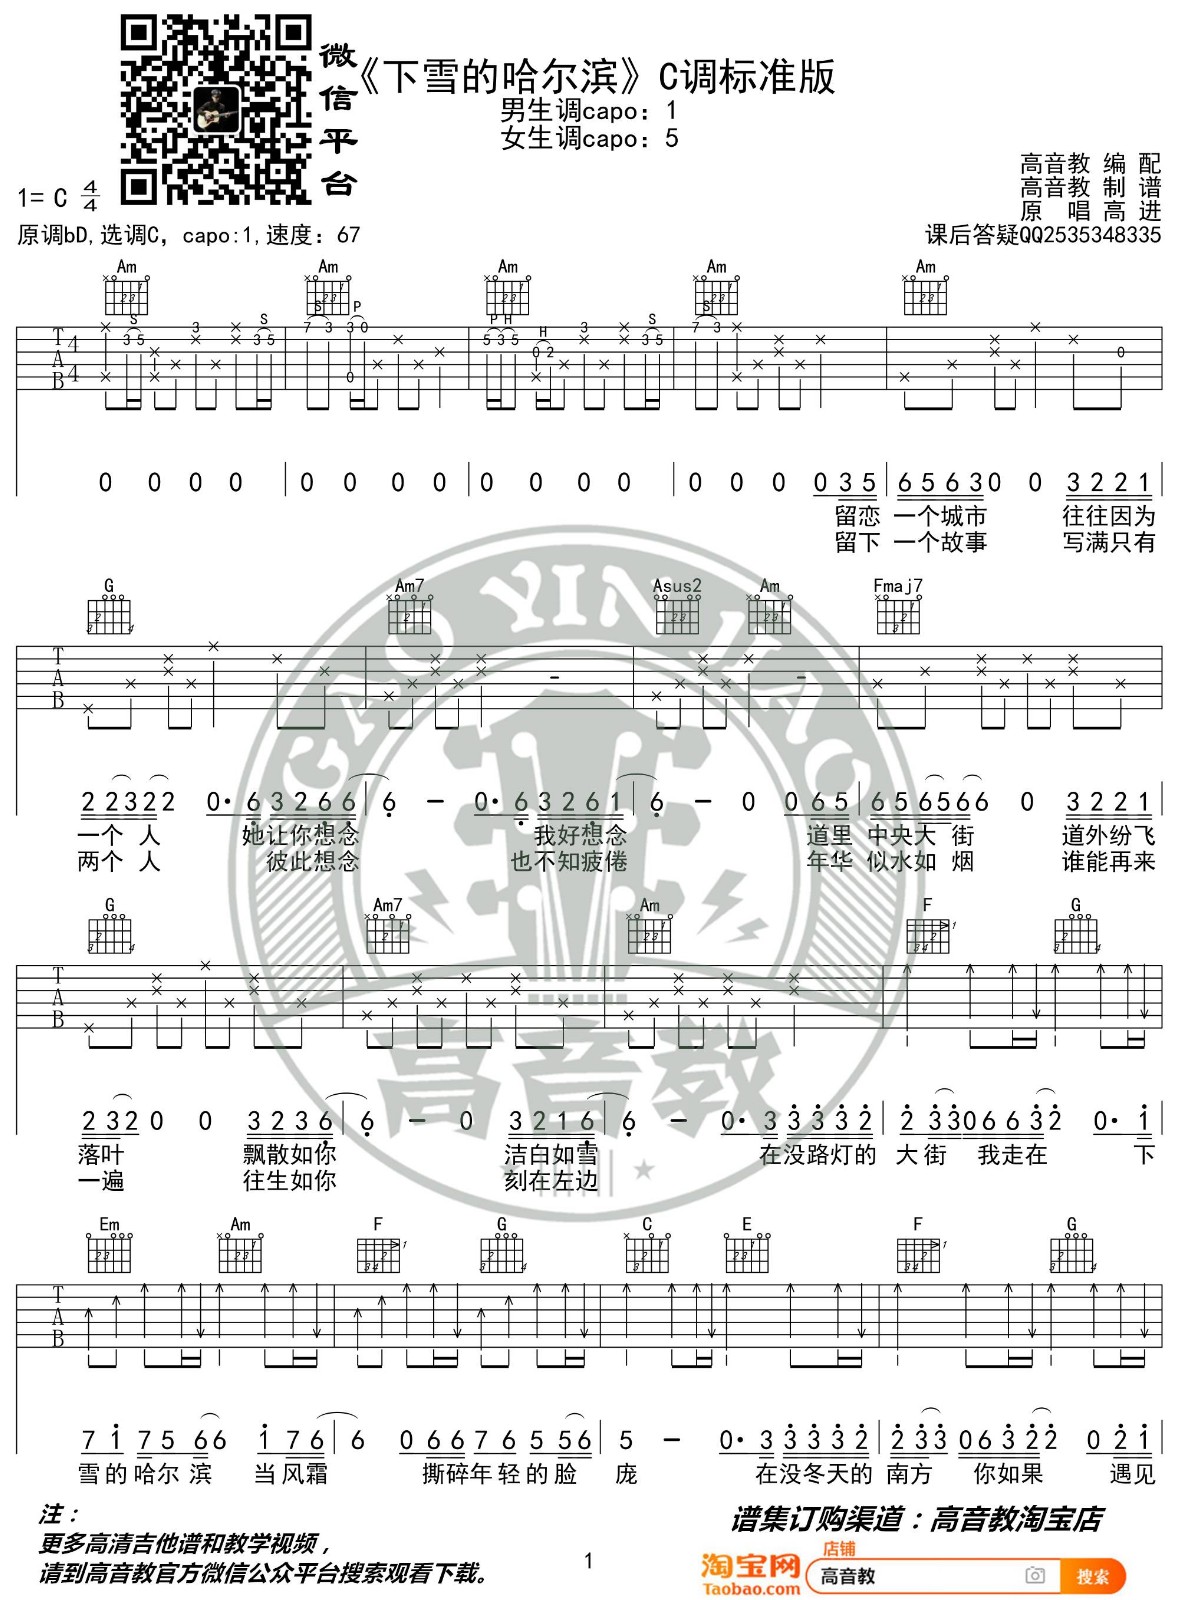 微信平台
《下雪的哈尔滨》C调标准版
男生调capo：1
女生调capo：5
高音教 编 配
高音教 制 谱
原 唱 高 进
1= C 4/4
原调bD,选调C，capo:1,速度：67
课后答疑QQ2535348335
Am Am Am Am Am
S S S P P H H S S
T A B 4 4
0 0 0 0 0 0 0 0 0 0 0 0 0 0 0 0 3 5 6 5 6 3 0 0 3 2 2 1
留恋 一个城市 往往因为
留下 一个故事 写满只有
G Am7 Asus2 Am Fmaj7
T A B
2 2 3 2 2 0· 6 3 2 6 6 6 - 0· 6 3 2 6 1 6 - 0 0 6 5 6 5 6 5 6 6 0 3 2 2 1
一个 人 她让你想念 我好想念 道里 中央大 街 道外纷飞
两个 人 彼此想念 也不知疲倦 年华 似水如 烟 谁能再来
G Am7 Am F G
T A B
2 3 2 0 0 3 2 3 6 6 - 0 3 2 1 6 6 - 0· 3 3 3 3 2 2 3 3 0 6 6 3 2 0· 1
落叶 飘散如你 洁白如雪 在没路灯的 大街 我走在 下
一遍 往生如你 刻在左边
Em Am F G C E F G
T A B
7 1 7 5 6 6 1 7 6 6 0 6 6 7 6 5 5 6 5 - 0· 3 3 3 3 2 2 3 3 0 6 3 2 2 0 2 1
雪的哈尔 滨 当风霜 撕碎年轻的脸 庞 在没冬天的 南方 你如果 遇见
GAO YIN JIAO
高音教
注：
更多高清吉他谱和教学视频，
请到高音教官方微信公众平台搜索观看下载。
1
谱集订购渠道：高音教淘宝店
淘宝网
Taobao.com
店铺
高音教
搜索